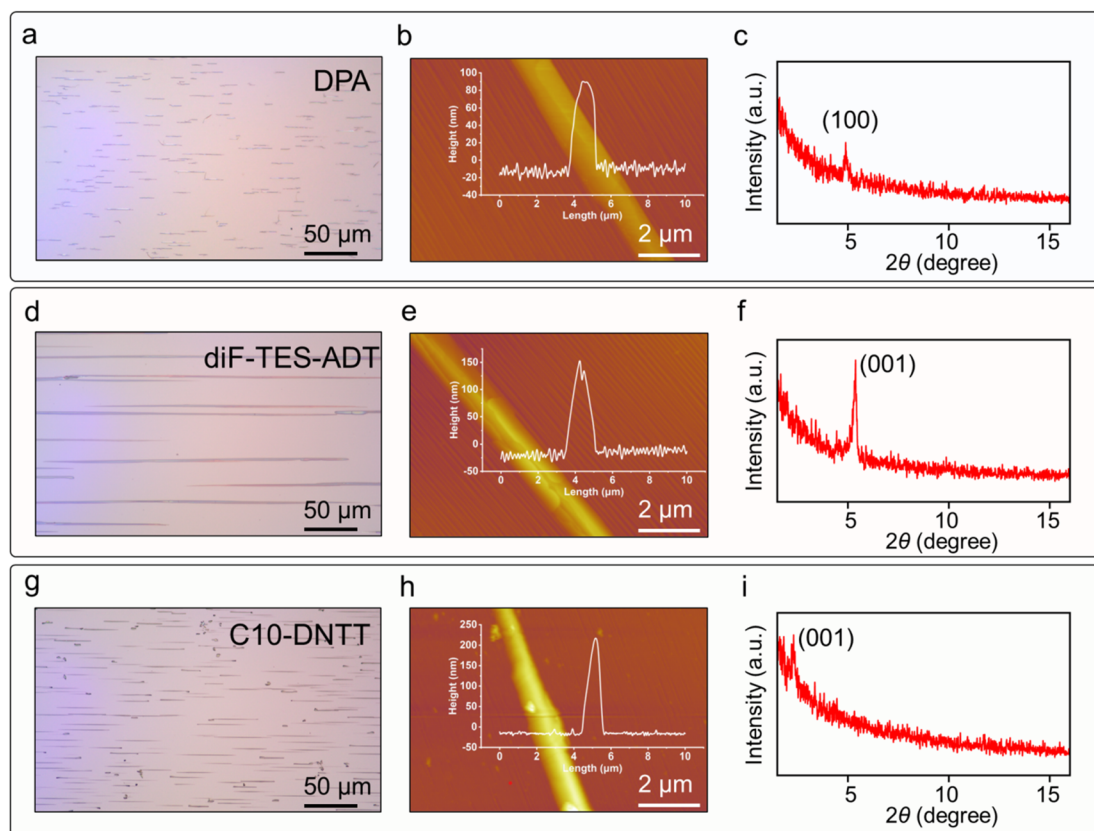 a
DPA
50 µm
b
Height (nm)
100
80
60
40
20
0
-20
-40
0 2 4 6 8 10
Length (µm)
2 µm
c
Intensity (a.u.)
(100)
5 10 15
2θ (degree)
d
diF-TES-ADT
50 µm
e
Height (nm)
150
100
50
0
-50
0 2 4 6 8 10
Length (µm)
2 µm
f
Intensity (a.u.)
(001)
5 10 15
2θ (degree)
g
C10-DNTT
50 µm
h
Height (nm)
250
200
150
100
50
0
-50
0 2 4 6 8 10
Length (µm)
2 µm
i
Intensity (a.u.)
(001)
5 10 15
2θ (degree)